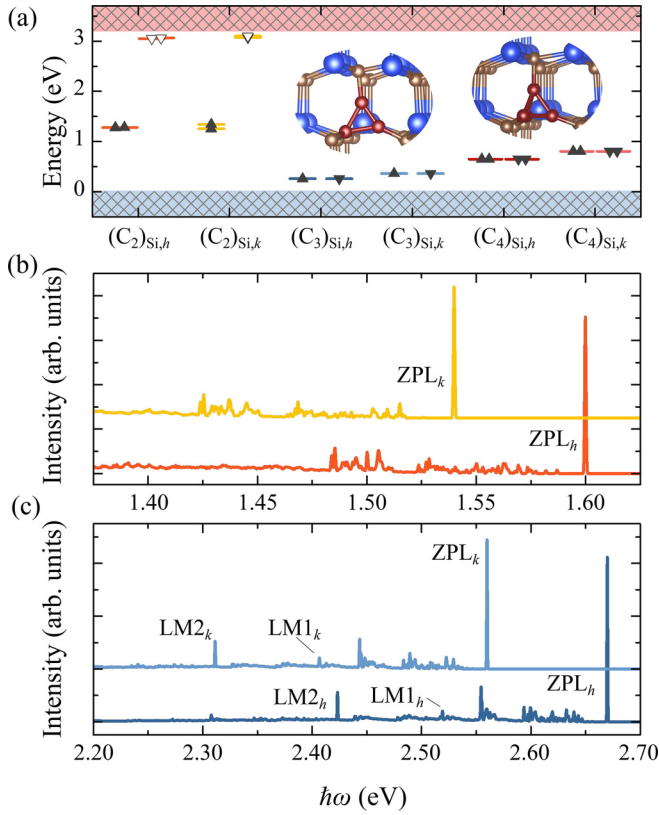 (a)
Energy (eV)
3
2
1
0
(C₂)Si,h (C₂)Si,k (C₃)Si,h (C₃)Si,k (C₄)Si,h (C₄)Si,k
(b)
Intensity (arb. units)
ZPLk
ZPLh
1.40 1.45 1.50 1.55 1.60
(c)
Intensity (arb. units)
ZPLk
LM2k
LM1k
ZPLh
LM2h
LM1h
2.20 2.30 2.40 2.50 2.60 2.70
ħω (eV)